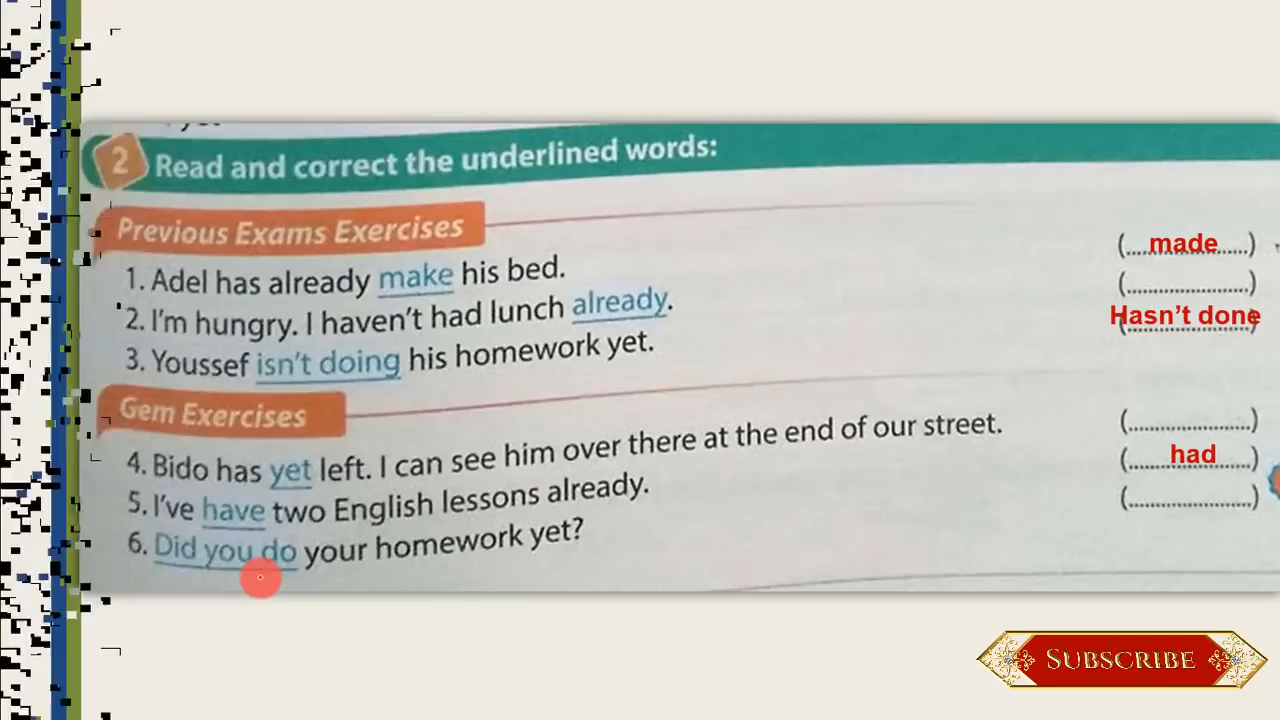 2 Read and correct the underlined words:
Previous Exams Exercises
1. Adel has already make his bed. (...made......)
2. I'm hungry. I haven't had lunch already. (......................)
3. Youssef isn't doing his homework yet. (Hasn't done)
Gem Exercises
4. Bido has yet left. I can see him over there at the end of our street. (......................)
5. I've have two English lessons already. (.......had......)
6. Did you do your homework yet? (......................)
SUBSCRIBE